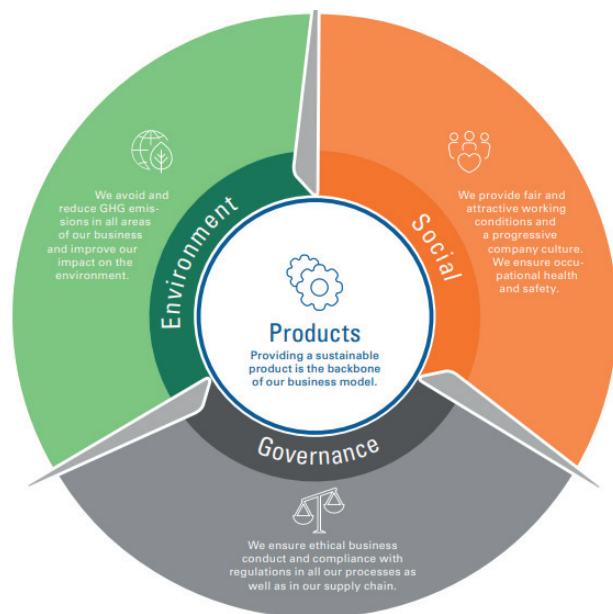 Environment
We avoid and
reduce GHG emis-
sions in all areas
of our business
and improve our
impact on the
environment.
Social
We provide fair and
attractive working
conditions and
a progressive
company culture.
We ensure occu-
pational health
and safety.
Products
Providing a sustainable
product is the backbone
of our business model.
Governance
We ensure ethical business
conduct and compliance with
regulations in all our processes as
well as in our supply chain.